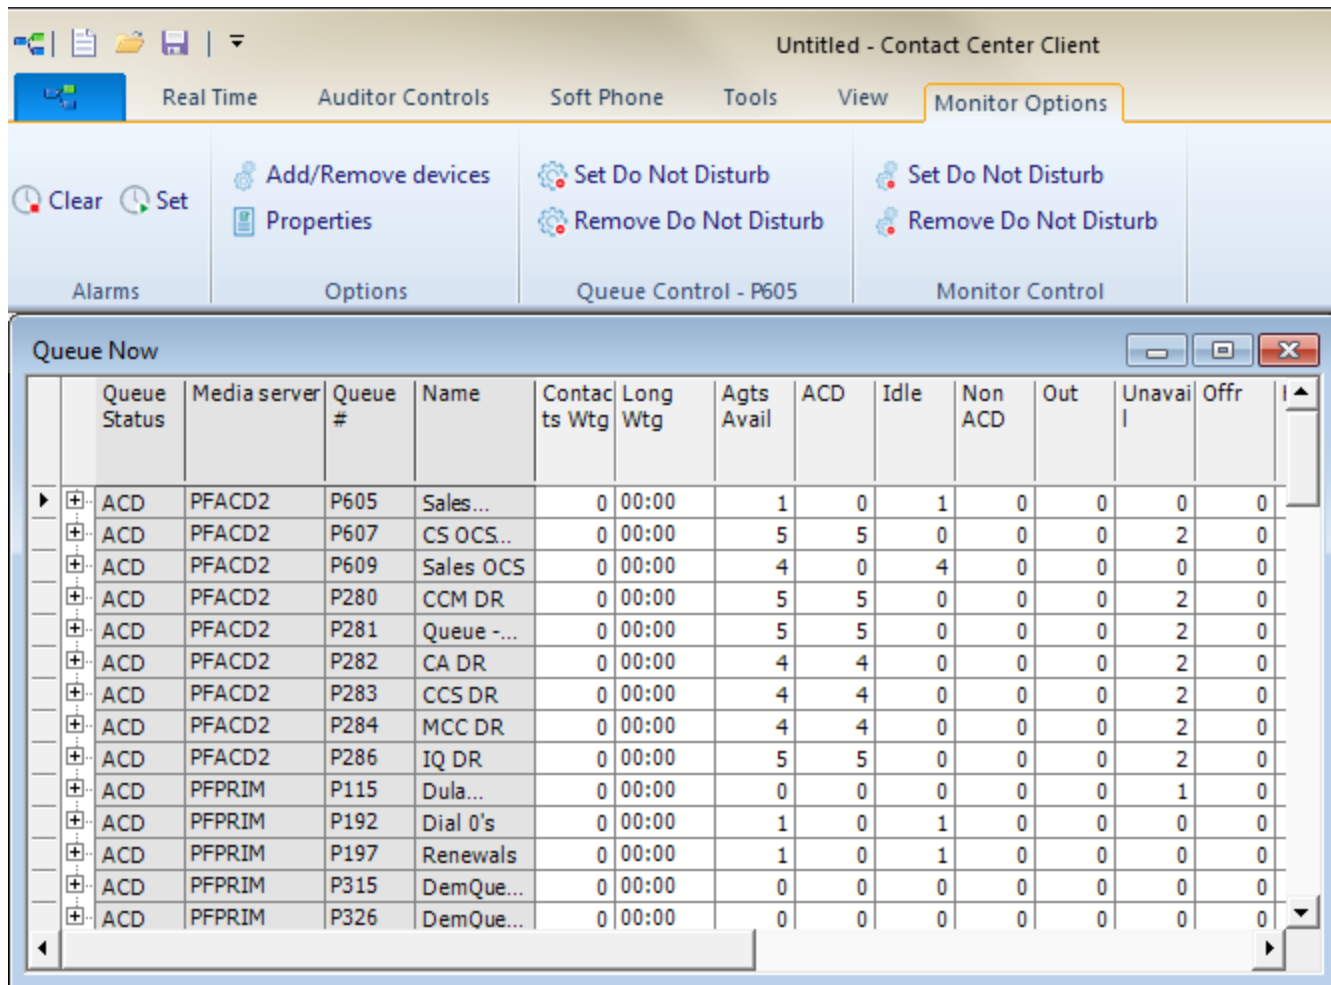 Untitled - Contact Center Client
Real Time Auditor Controls Soft Phone Tools View Monitor Options
Add/Remove devices Set Do Not Disturb Set Do Not Disturb
Clear Set
Properties Remove Do Not Disturb Remove Do Not Disturb
Alarms Options Queue Control - P605 Monitor Control
Queue Now
Queue Media server Queue Name Contac Long Agts ACD Idle Non Out Unavai Offr
Status # ts Wtg Wtg Avail ACD l
ACD PFACD2 P605 Sales... 0 00:00 1 0 1 0 0 0 0
ACD PFACD2 P607 CS OCS... 0 00:00 5 5 0 0 0 2 0
ACD PFACD2 P609 Sales OCS 0 00:00 4 0 4 0 0 0 0
ACD PFACD2 P280 CCM DR 0 00:00 5 5 0 0 0 2 0
ACD PFACD2 P281 Queue -... 0 00:00 5 5 0 0 0 2 0
ACD PFACD2 P282 CA DR 0 00:00 4 4 0 0 0 2 0
ACD PFACD2 P283 CCS DR 0 00:00 4 4 0 0 0 2 0
ACD PFACD2 P284 MCC DR 0 00:00 4 4 0 0 0 2 0
ACD PFACD2 P286 IQ DR 0 00:00 5 5 0 0 0 2 0
ACD PFPRIM P115 Dula... 0 00:00 0 0 0 0 0 1 0
ACD PFPRIM P192 Dial 0's 0 00:00 1 0 1 0 0 0 0
ACD PFPRIM P197 Renewals 0 00:00 1 0 1 0 0 0 0
ACD PFPRIM P315 DemQue... 0 00:00 0 0 0 0 0 0 0
ACD PFPRIM P326 DemQue... 0 00:00 0 0 0 0 0 0 0